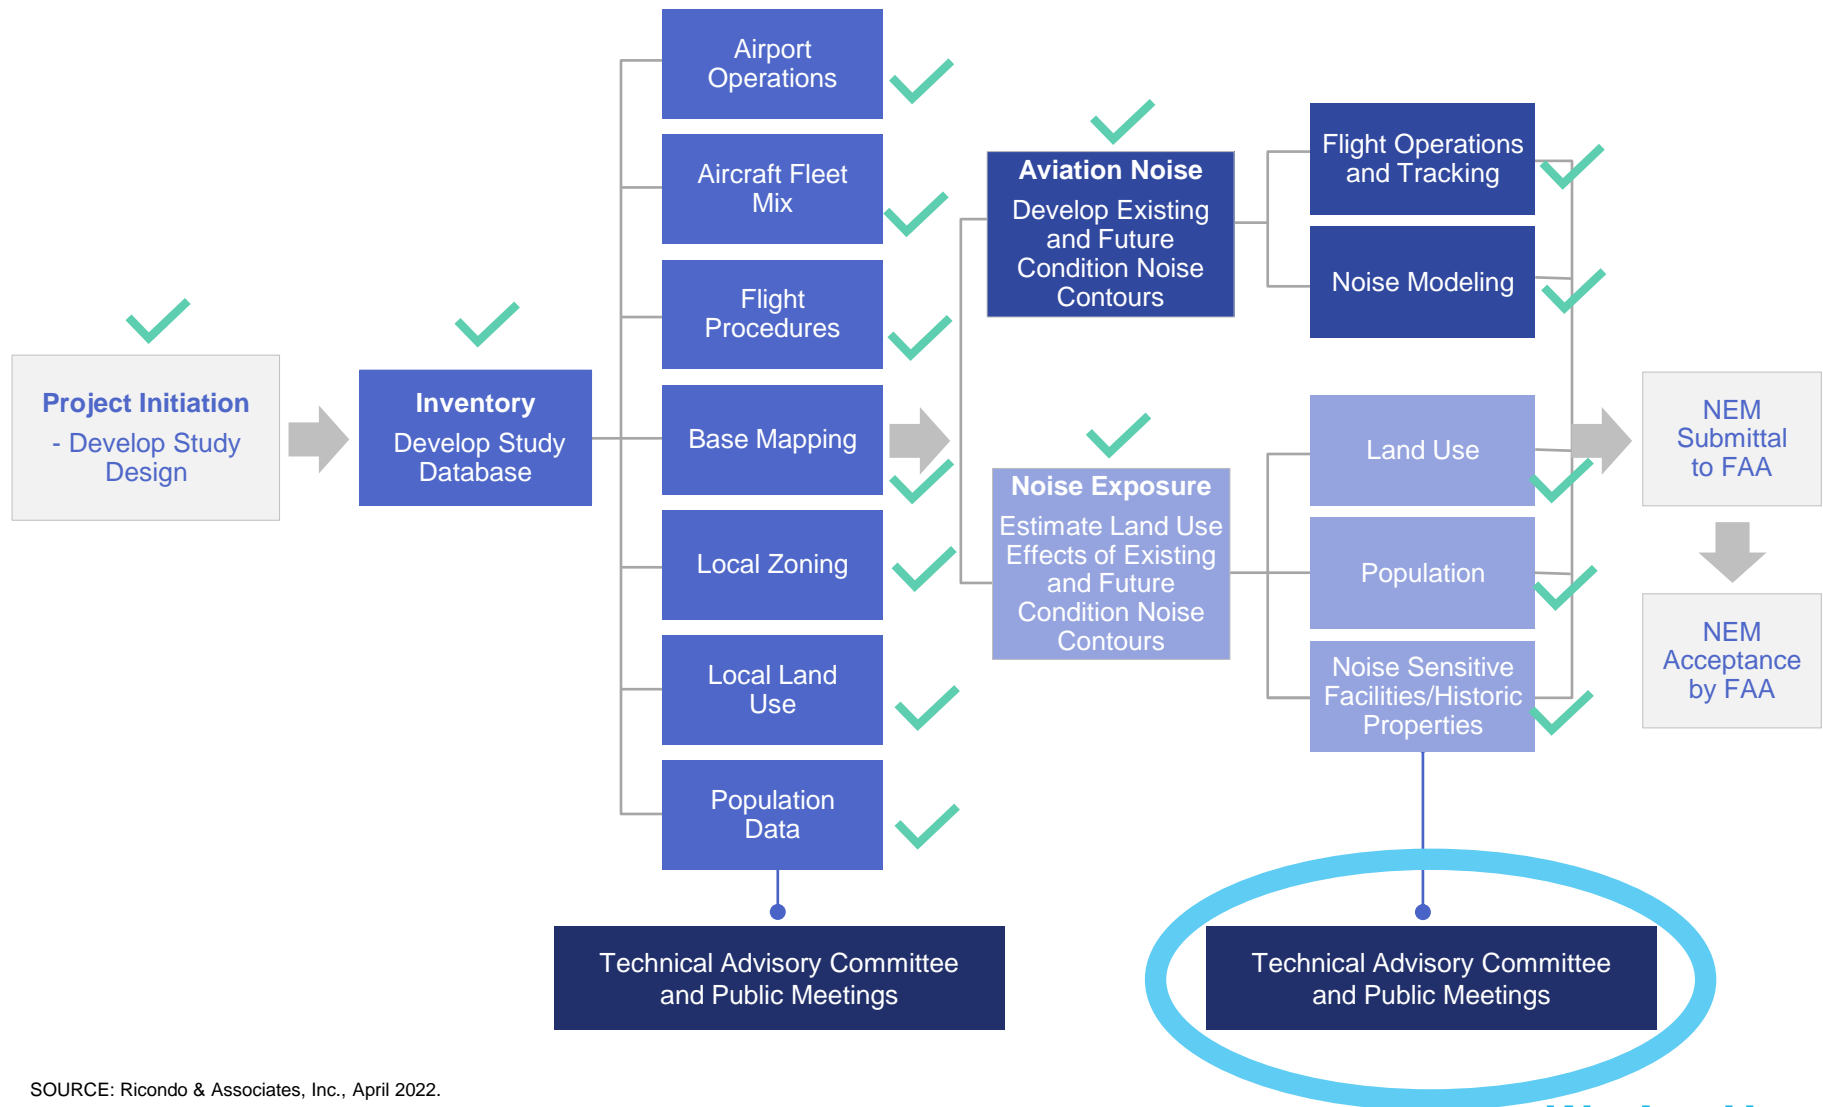 Project Initiation
- Develop Study
Design
Inventory
Develop Study
Database
Airport
Operations
Aircraft Fleet
Mix
Flight
Procedures
Base Mapping
Local Zoning
Local Land
Use
Population
Data
Technical Advisory Committee
and Public Meetings
Aviation Noise
Develop Existing
and Future
Condition Noise
Contours
Noise Exposure
Estimate Land Use
Effects of Existing
and Future
Condition Noise
Contours
Flight Operations
and Tracking
Noise Modeling
Land Use
Population
Noise Sensitive
Facilities/Historic
Properties
Technical Advisory Committee
and Public Meetings
NEM
Submittal
to FAA
NEM
Acceptance
by FAA
SOURCE: Ricondo & Associates, Inc., April 2022.